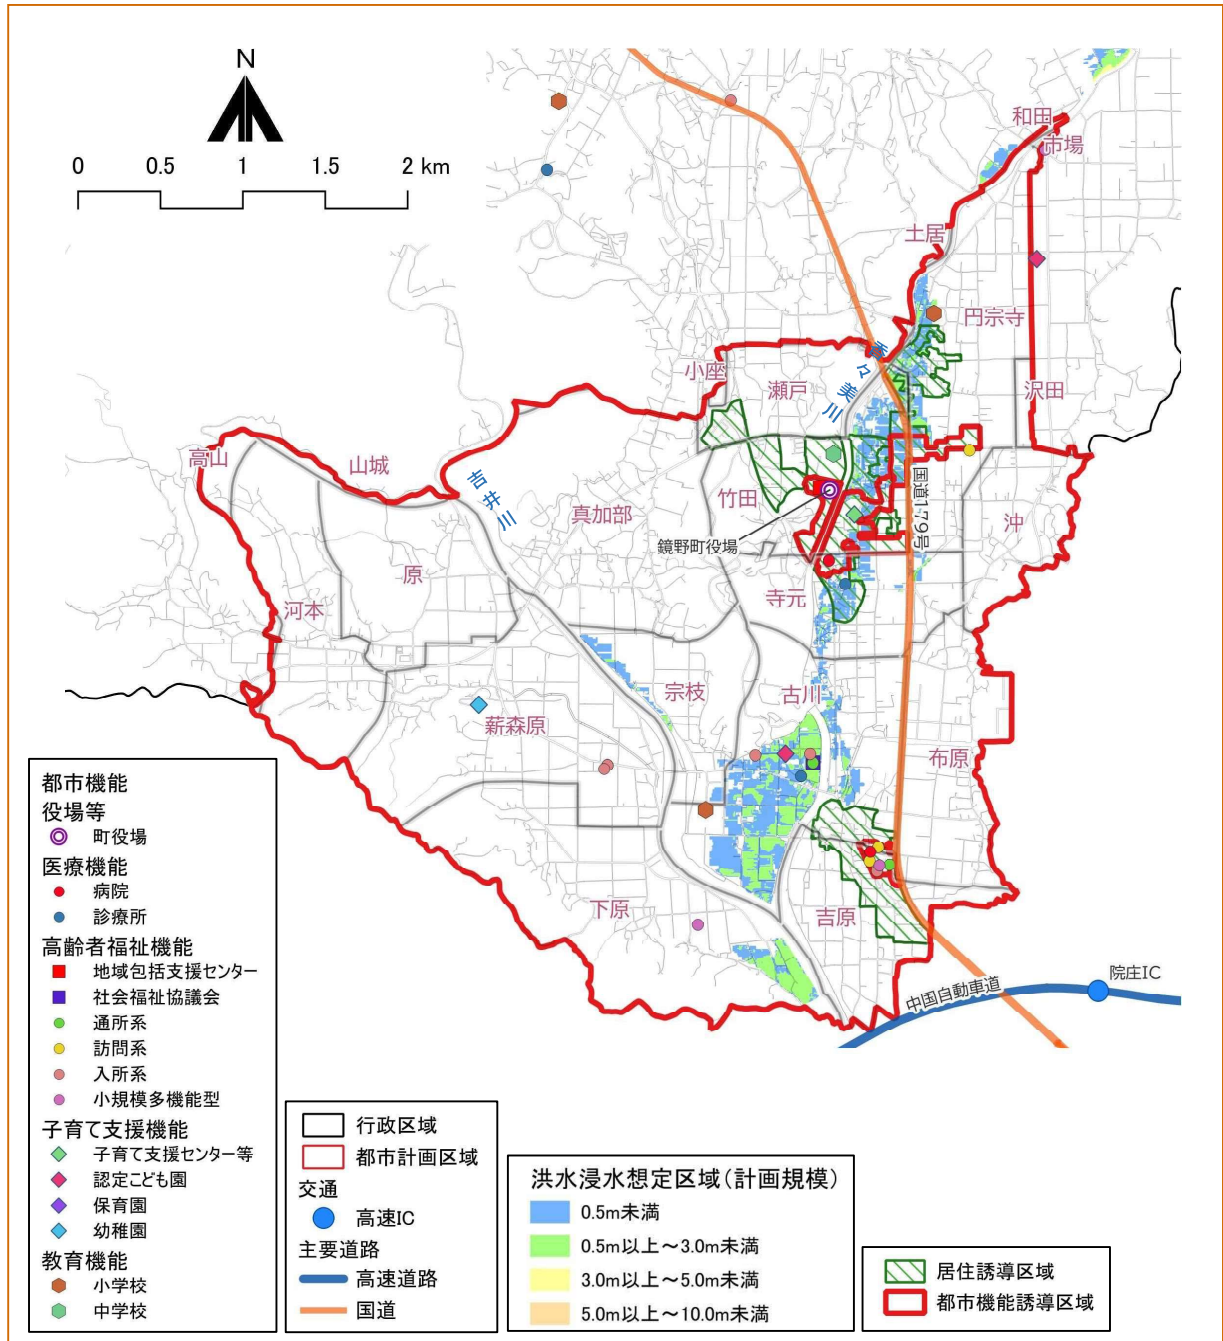 N
0 0.5 1 1.5 2 km
和田
市場
土居
円宗寺
香々美川
小座
瀬戸
沢田
高山
山城
吉井川
国道179号
竹田
真加部
沖
鏡野町役場
原
寺元
河本
宗枝
古川
薪森原
布原
下原
吉原
院庄IC
中国自動車道
都市機能
役場等
町役場
医療機能
病院
診療所
高齢者福祉機能
地域包括支援センター
社会福祉協議会
通所系
訪問系
入所系
小規模多機能型
子育て支援機能
子育て支援センター等
認定こども園
保育園
幼稚園
教育機能
小学校
中学校
行政区域
都市計画区域
交通
高速IC
主要道路
高速道路
国道
洪水浸水想定区域(計画規模)
0.5m未満
0.5m以上～3.0m未満
3.0m以上～5.0m未満
5.0m以上～10.0m未満
居住誘導区域
都市機能誘導区域